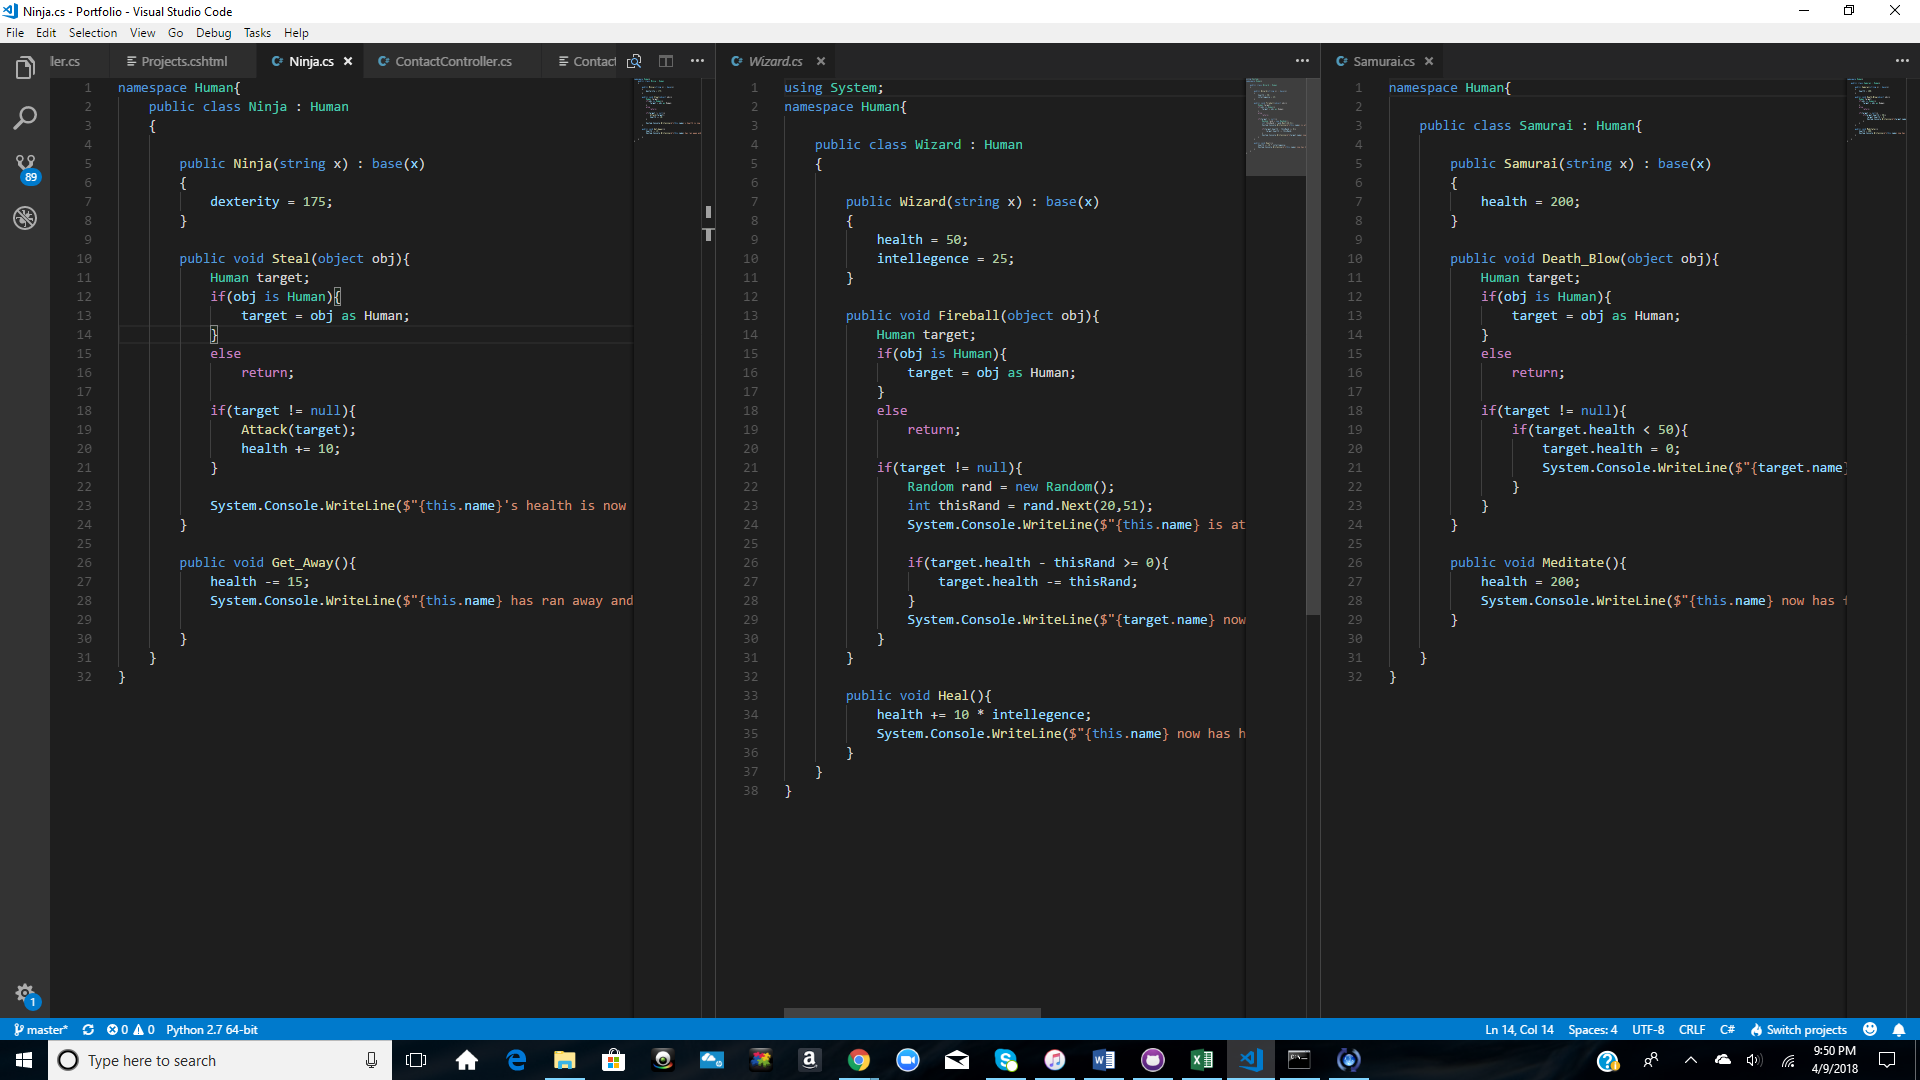 Ninja.cs - Portfolio - Visual Studio Code
File Edit Selection View Go Debug Tasks Help
ller.cs Projects.cshtml Ninja.cs ContactController.cs Contact
1 namespace Human{
2 public class Ninja : Human
3 {
4
5 public Ninja(string x) : base(x)
6 {
7 dexterity = 175;
8 }
9
10 public void Steal(object obj){
11 Human target;
12 if(obj is Human){
13 target = obj as Human;
14 }
15 else
16 return;
17
18 if(target != null){
19 Attack(target);
20 health += 10;
21 }
22
23 System.Console.WriteLine($"{this.name}'s health is now
24 }
25
26 public void Get_Away(){
27 health -= 15;
28 System.Console.WriteLine($"{this.name} has ran away and
29
30 }
31 }
32 }
Wizard.cs
1 using System;
2 namespace Human{
3
4 public class Wizard : Human
5 {
6
7 public Wizard(string x) : base(x)
8 {
9 health = 50;
10 intellegence = 25;
11 }
12
13 public void Fireball(object obj){
14 Human target;
15 if(obj is Human){
16 target = obj as Human;
17 }
18 else
19 return;
20
21 if(target != null){
22 Random rand = new Random();
23 int thisRand = rand.Next(20,51);
24 System.Console.WriteLine($"{this.name} is at
25
26 if(target.health - thisRand >= 0){
27 target.health -= thisRand;
28 }
29 System.Console.WriteLine($"{target.name} now
30 }
31 }
32
33 public void Heal(){
34 health += 10 * intellegence;
35 System.Console.WriteLine($"{this.name} now has h
36 }
37 }
38 }
Samurai.cs
1 namespace Human{
2
3 public class Samurai : Human{
4
5 public Samurai(string x) : base(x)
6 {
7 health = 200;
8 }
9
10 public void Death_Blow(object obj){
11 Human target;
12 if(obj is Human){
13 target = obj as Human;
14 }
15 else
16 return;
17
18 if(target != null){
19 if(target.health < 50){
20 target.health = 0;
21 System.Console.WriteLine($"{target.name}
22 }
23 }
24 }
25
26 public void Meditate(){
27 health = 200;
28 System.Console.WriteLine($"{this.name} now has f
29 }
30
31 }
32 }
89
1
master* 0 0 Python 2.7 64-bit Ln 14, Col 14 Spaces: 4 UTF-8 CRLF C# Switch projects
Type here to search
9:50 PM
4/9/2018